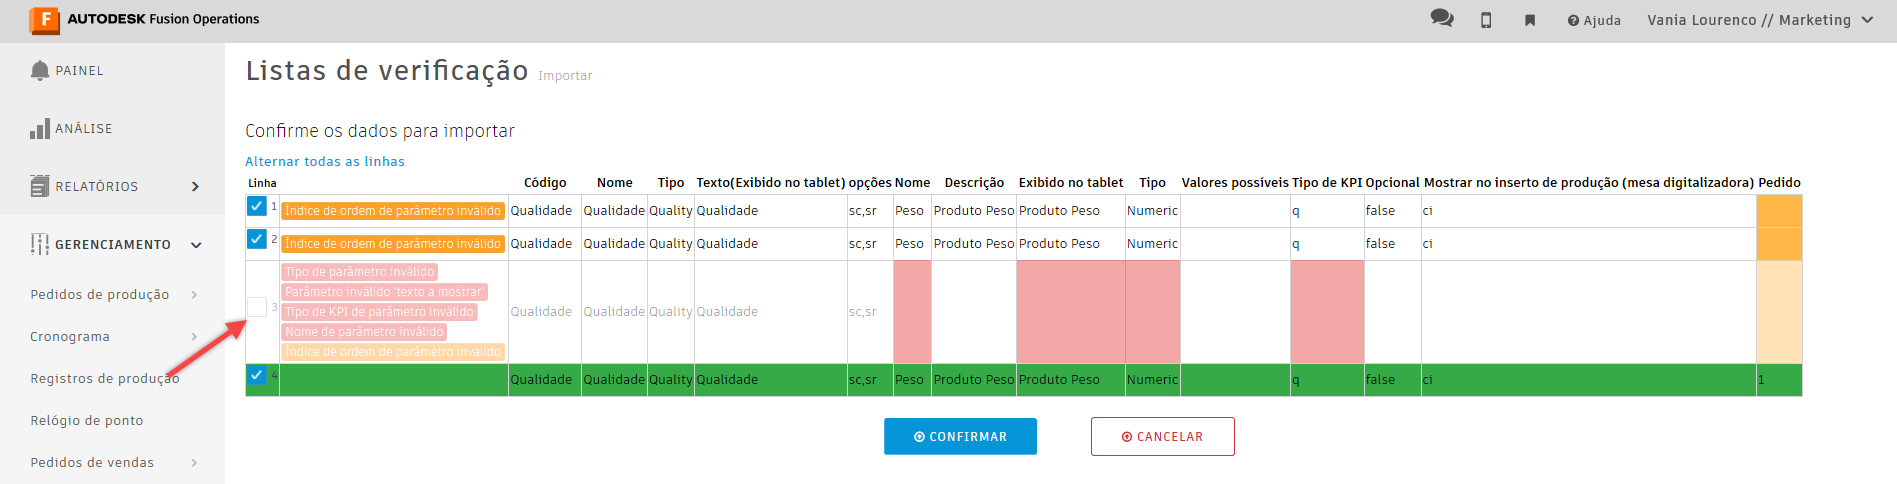 AUTODESK Fusion Operations
Ajuda
Vania Lourenco // Marketing
PAINEL
ANÁLISE
RELATÓRIOS
GERENCIAMENTO
Pedidos de produção
Cronograma
Registros de produção
Relógio de ponto
Pedidos de vendas
Listas de verificação Importar
Confirme os dados para importar
Alternar todas as linhas
Linha Código Nome Tipo Texto(Exibido no tablet) opções Nome Descrição Exibido no tablet Tipo Valores possíveis Tipo de KPI Opcional Mostrar no inserto de produção (mesa digitalizadora) Pedido
1 Índice de ordem de parâmetro inválido Qualidade Qualidade Quality Qualidade sc,sr Peso Produto Peso Produto Peso Numeric q false ci
2 Índice de ordem de parâmetro inválido Qualidade Qualidade Quality Qualidade sc,sr Peso Produto Peso Produto Peso Numeric q false ci
Tipo de parâmetro inválido
Parâmetro inválido 'texto a mostrar'
3 Tipo de KPI de parâmetro inválido Qualidade Qualidade Quality Qualidade sc,sr
Nome de parâmetro inválido
Índice de ordem de parâmetro inválido
4 Qualidade Qualidade Quality Qualidade sc,sr Peso Produto Peso Produto Peso Numeric q false ci 1
CONFIRMAR
CANCELAR